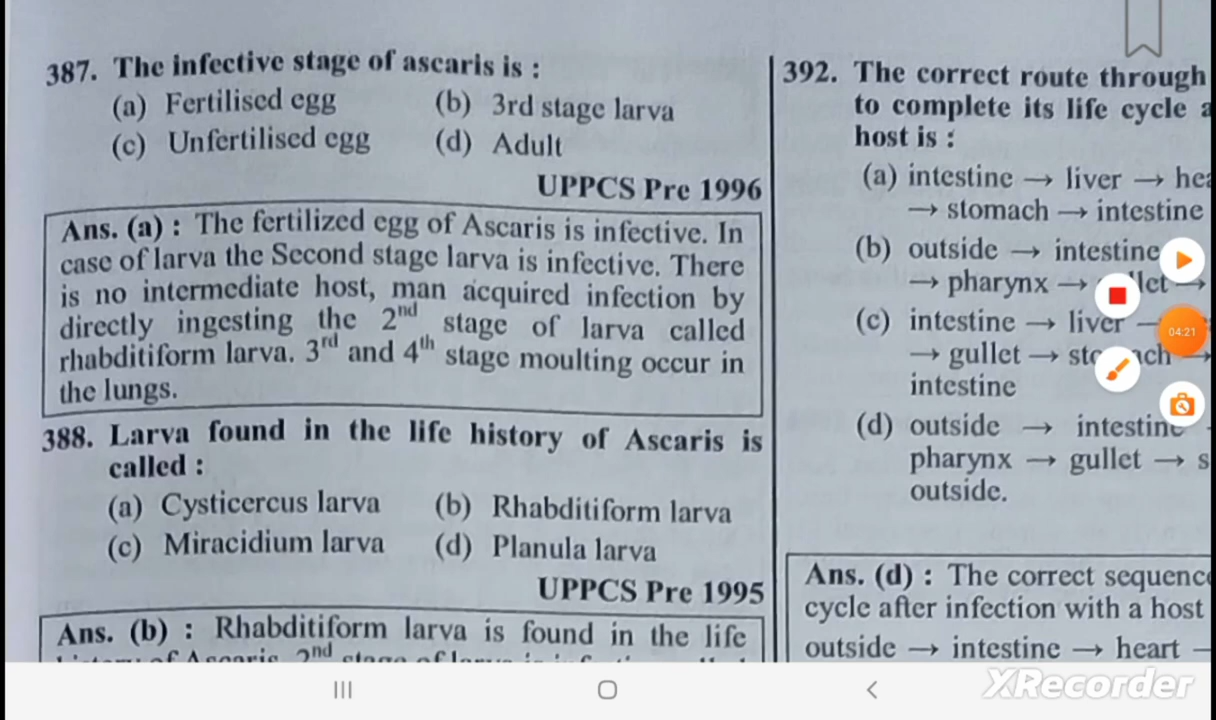 387. The infective stage of ascaris is :
(a) Fertilised egg (b) 3rd stage larva
(c) Unfertilised egg (d) Adult
UPPCS Pre 1996
Ans. (a) : The fertilized egg of Ascaris is infective. In
case of larva the Second stage larva is infective. There
is no intermediate host, man acquired infection by
directly ingesting the 2nd stage of larva called
rhabditiform larva. 3rd and 4th stage moulting occur in
the lungs.
388. Larva found in the life history of Ascaris is
called :
(a) Cysticercus larva (b) Rhabditiform larva
(c) Miracidium larva (d) Planula larva
UPPCS Pre 1995
Ans. (b) : Rhabditiform larva is found in the life
392. The correct route through
to complete its life cycle
host is :
(a) intestine → liver →
→ stomach → intestine
(b) outside → intestine
→ pharynx →
(c) intestine → liver
→ gullet →
intestine
(d) outside → intestine
pharynx → gullet →
outside.
Ans. (d) : The correct sequence
cycle after infection with a host
outside → intestine → heart
04:21
XRecorder